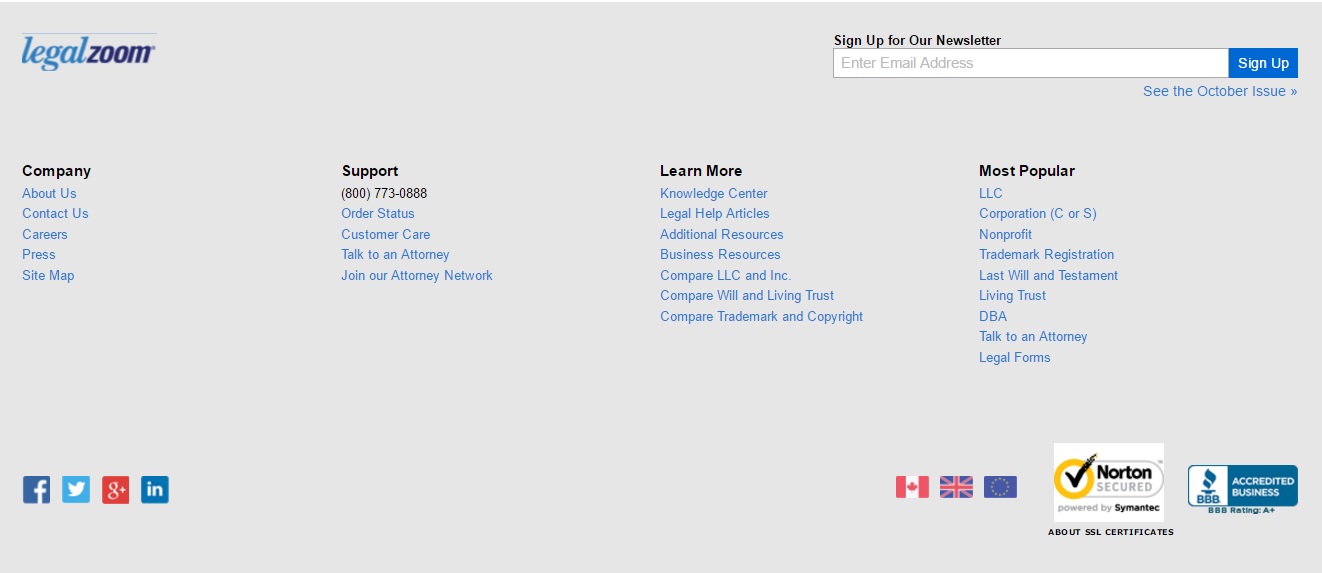 legalzoom
Sign Up for Our Newsletter
Enter Email Address
Sign Up
See the October Issue »
Company
About Us
Contact Us
Careers
Press
Site Map
Support
(800) 773-0888
Order Status
Customer Care
Talk to an Attorney
Join our Attorney Network
Learn More
Knowledge Center
Legal Help Articles
Additional Resources
Business Resources
Compare LLC and Inc.
Compare Will and Living Trust
Compare Trademark and Copyright
Most Popular
LLC
Corporation (C or S)
Nonprofit
Trademark Registration
Last Will and Testament
Living Trust
DBA
Talk to an Attorney
Legal Forms
f
g+
in
Norton
SECURED
powered by Symantec
ABOUT SSL CERTIFICATES
BBB
ACCREDITED
BUSINESS
BBB Rating: A+